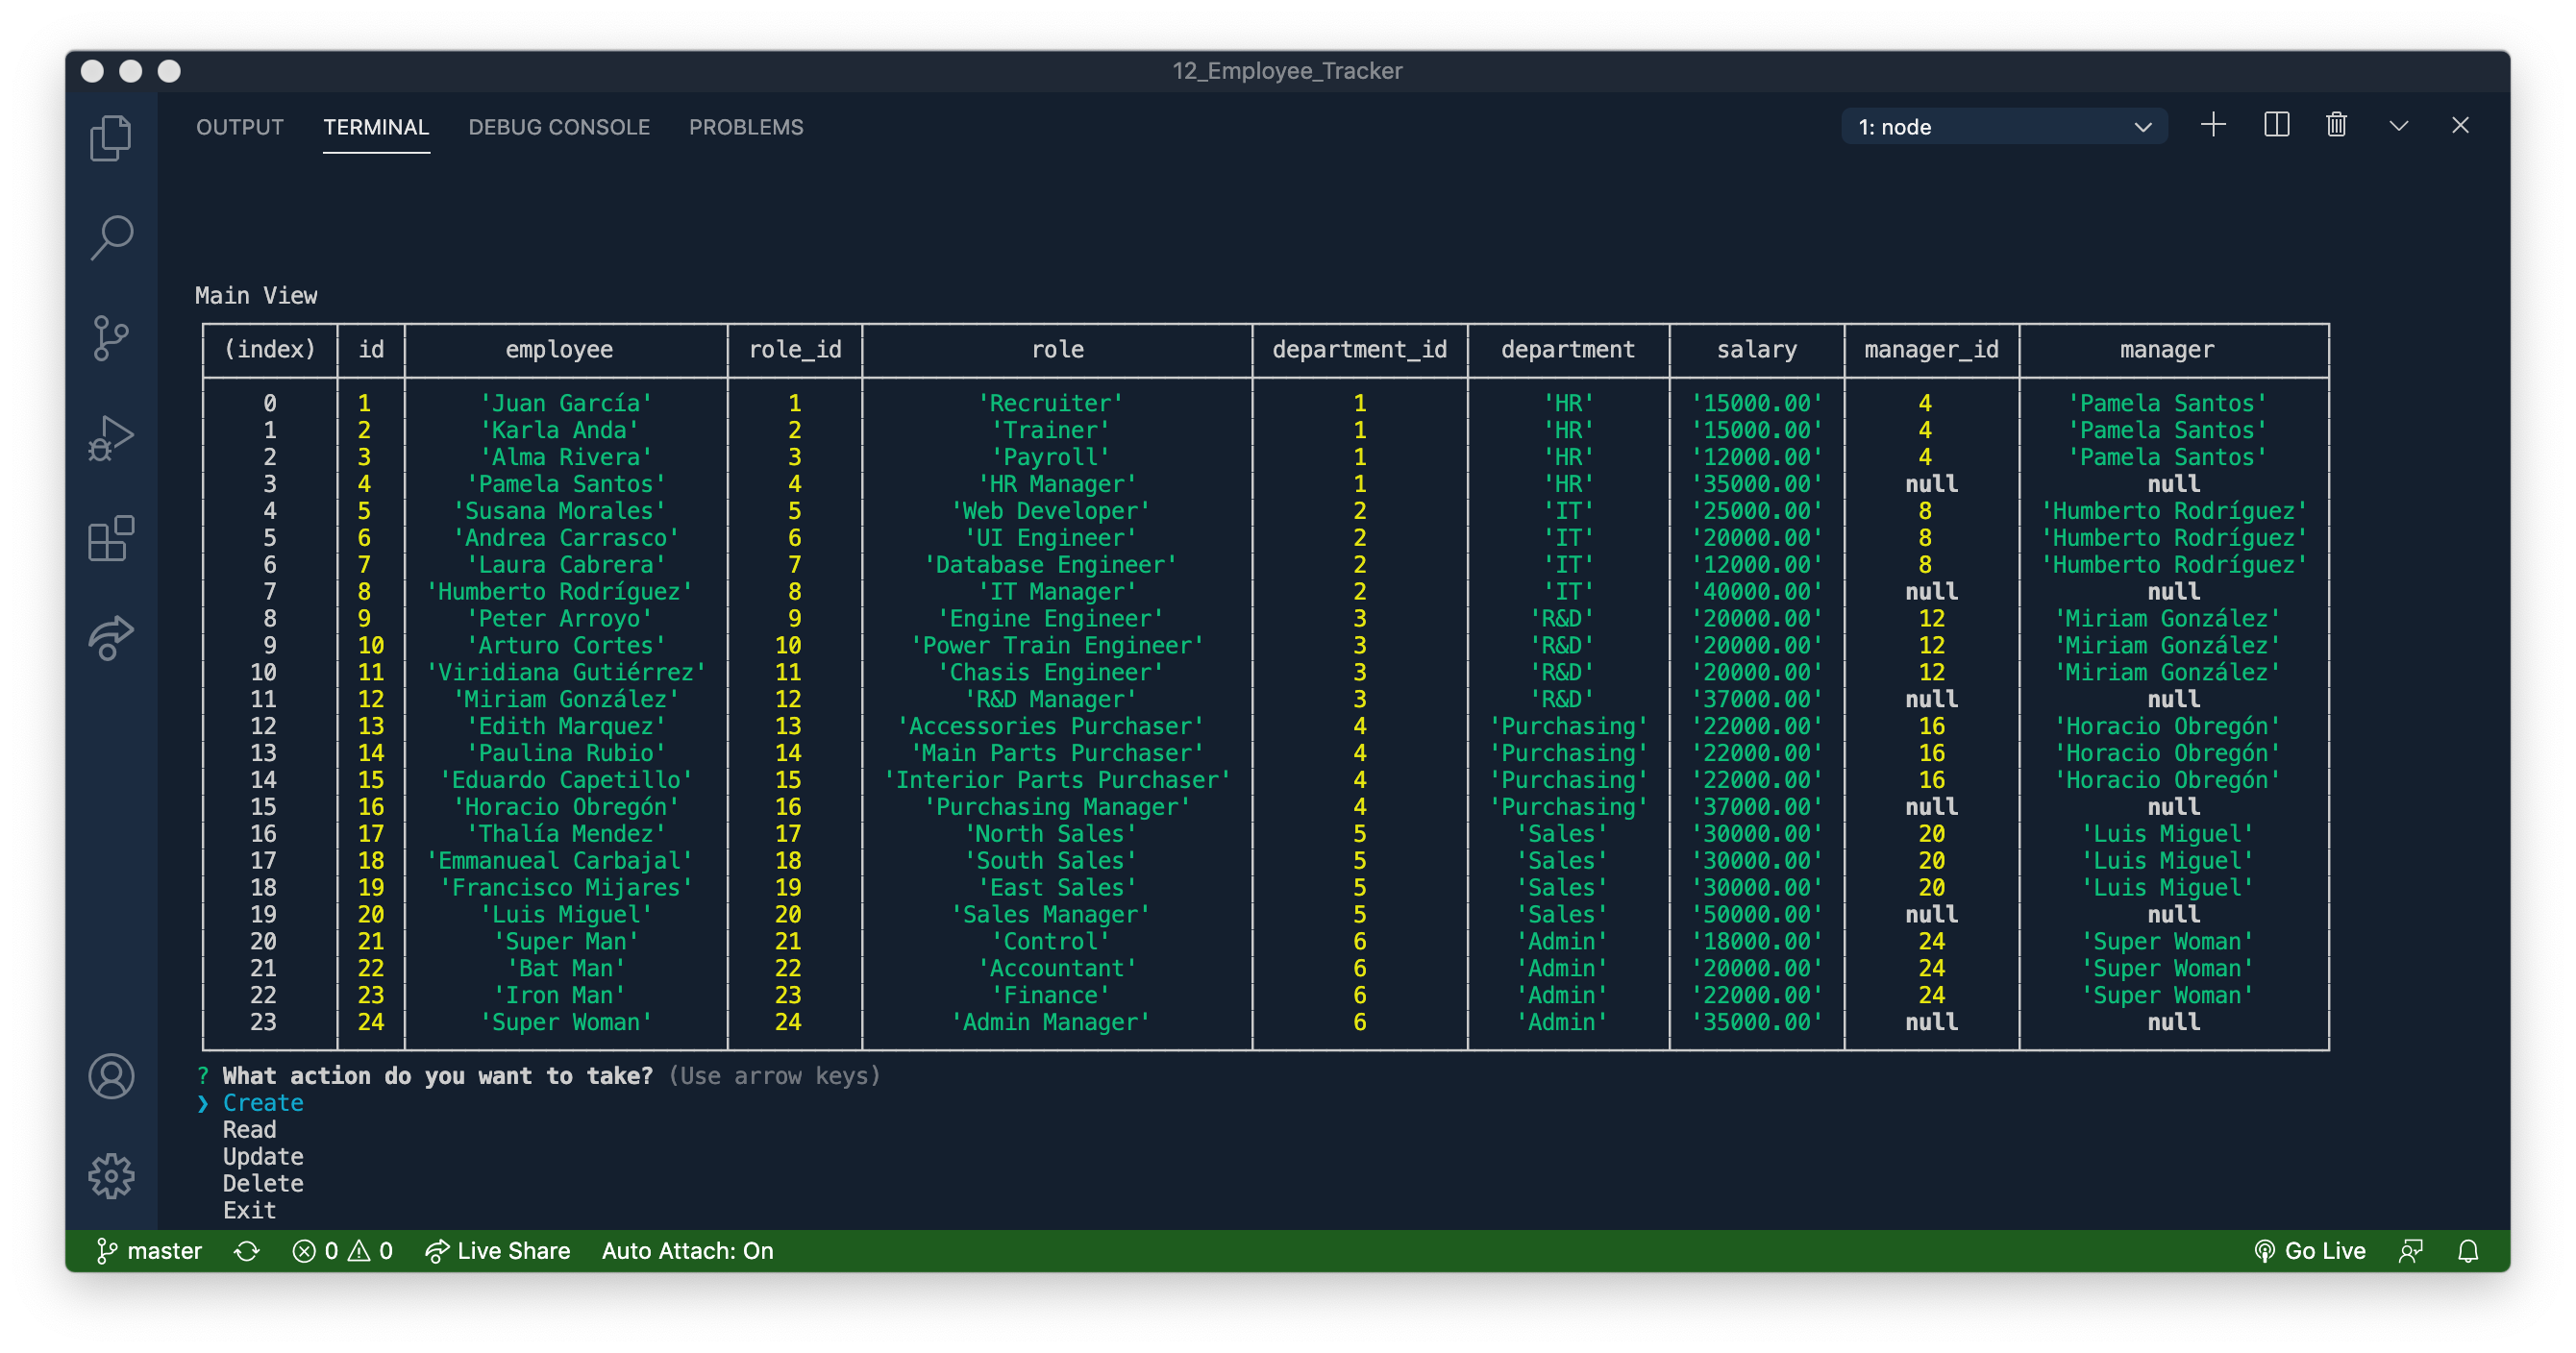 12_Employee_Tracker
OUTPUT TERMINAL DEBUG CONSOLE PROBLEMS 1: node
Main View
(index) id employee role_id role department_id department salary manager_id manager
0 1 'Juan García' 1 'Recruiter' 1 'HR' '15000.00' 4 'Pamela Santos'
1 2 'Karla Anda' 2 'Trainer' 1 'HR' '15000.00' 4 'Pamela Santos'
2 3 'Alma Rivera' 3 'Payroll' 1 'HR' '12000.00' 4 'Pamela Santos'
3 4 'Pamela Santos' 4 'HR Manager' 1 'HR' '35000.00' null null
4 5 'Susana Morales' 5 'Web Developer' 2 'IT' '25000.00' 8 'Humberto Rodríguez'
5 6 'Andrea Carrasco' 6 'UI Engineer' 2 'IT' '20000.00' 8 'Humberto Rodríguez'
6 7 'Laura Cabrera' 7 'Database Engineer' 2 'IT' '12000.00' 8 'Humberto Rodríguez'
7 8 'Humberto Rodríguez' 8 'IT Manager' 2 'IT' '40000.00' null null
8 9 'Peter Arroyo' 9 'Engine Engineer' 3 'R&D' '20000.00' 12 'Miriam González'
9 10 'Arturo Cortes' 10 'Power Train Engineer' 3 'R&D' '20000.00' 12 'Miriam González'
10 11 'Viridiana Gutiérrez' 11 'Chasis Engineer' 3 'R&D' '20000.00' 12 'Miriam González'
11 12 'Miriam González' 12 'R&D Manager' 3 'R&D' '37000.00' null null
12 13 'Edith Marquez' 13 'Accessories Purchaser' 4 'Purchasing' '22000.00' 16 'Horacio Obregón'
13 14 'Paulina Rubio' 14 'Main Parts Purchaser' 4 'Purchasing' '22000.00' 16 'Horacio Obregón'
14 15 'Eduardo Capetillo' 15 'Interior Parts Purchaser' 4 'Purchasing' '22000.00' 16 'Horacio Obregón'
15 16 'Horacio Obregón' 16 'Purchasing Manager' 4 'Purchasing' '37000.00' null null
16 17 'Thalía Mendez' 17 'North Sales' 5 'Sales' '30000.00' 20 'Luis Miguel'
17 18 'Emmanueal Carbajal' 18 'South Sales' 5 'Sales' '30000.00' 20 'Luis Miguel'
18 19 'Francisco Mijares' 19 'East Sales' 5 'Sales' '30000.00' 20 'Luis Miguel'
19 20 'Luis Miguel' 20 'Sales Manager' 5 'Sales' '50000.00' null null
20 21 'Super Man' 21 'Control' 6 'Admin' '18000.00' 24 'Super Woman'
21 22 'Bat Man' 22 'Accountant' 6 'Admin' '20000.00' 24 'Super Woman'
22 23 'Iron Man' 23 'Finance' 6 'Admin' '22000.00' 24 'Super Woman'
23 24 'Super Woman' 24 'Admin Manager' 6 'Admin' '35000.00' null null
? What action do you want to take? (Use arrow keys)
❯ Create
Read
Update
Delete
Exit
master 0 0 Live Share Auto Attach: On Go Live